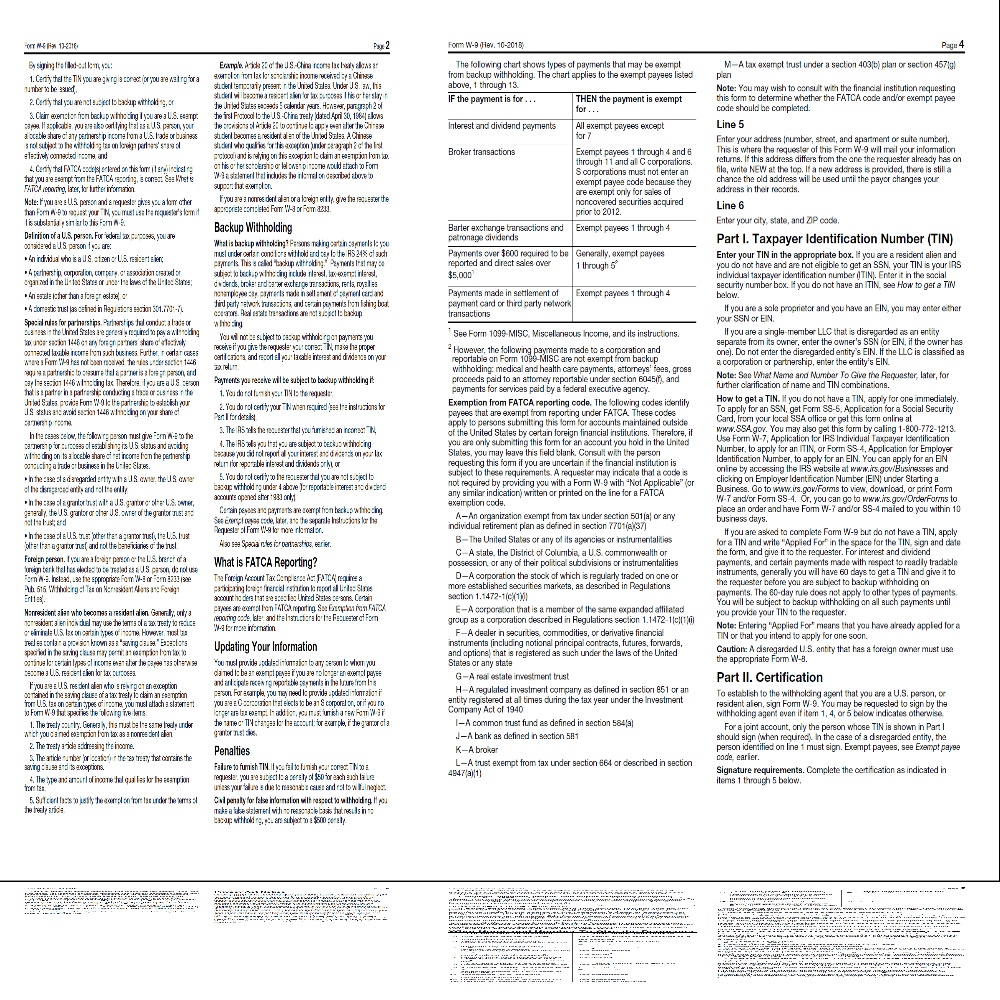 Form W-9 (Rev. 10-2018)
Page 2
By signing the filled-out form, you:
1. Certify that the TIN you are giving is correct (or you are waiting for a
number to be issued),
2. Certify that you are not subject to backup withholding, or
3. Claim exemption from backup withholding if you are a U.S. exempt
payee. If applicable, you are also certifying that as a U.S. person, your
allocable share of any partnership income from a U.S. trade or business
is not subject to the withholding tax on foreign partners' share of
effectively connected income, and
4. Certify that FATCA code(s) entered on this form (if any) indicating
that you are exempt from the FATCA reporting, is correct. See What is
FATCA reporting, later, for further information.
Note: If you are a U.S. person and a requester gives you a form other
than Form W-9 to request your TIN, you must use the requester's form if
it is substantially similar to this Form W-9.
Definition of a U.S. person. For federal tax purposes, you are
considered a U.S. person if you are:
• An individual who is a U.S. citizen or U.S. resident alien;
• A partnership, corporation, company, or association created or
organized in the United States or under the laws of the United States;
• An estate (other than a foreign estate); or
• A domestic trust (as defined in Regulations section 301.7701-7).
Special rules for partnerships. Partnerships that conduct a trade or
business in the United States are generally required to pay a withholding
tax under section 1446 on any foreign partners' share of effectively
connected taxable income from such business. Further, in certain cases
where a Form W-9 has not been received, the rules under section 1446
require a partnership to presume that a partner is a foreign person, and
pay the section 1446 withholding tax. Therefore, if you are a U.S. person
that is a partner in a partnership conducting a trade or business in the
United States, provide Form W-9 to the partnership to establish your
U.S. status and avoid section 1446 withholding on your share of
partnership income.
In the cases below, the following person must give Form W-9 to the
partnership for purposes of establishing its U.S. status and avoiding
withholding on its allocable share of net income from the partnership
conducting a trade or business in the United States.
• In the case of a disregarded entity with a U.S. owner, the U.S. owner
of the disregarded entity and not the entity;
• In the case of a grantor trust with a U.S. grantor or other U.S. owner,
generally, the U.S. grantor or other U.S. owner of the grantor trust and
not the trust; and
• In the case of a U.S. trust (other than a grantor trust), the U.S. trust
(other than a grantor trust) and not the beneficiaries of the trust.
Foreign person. If you are a foreign person or the U.S. branch of a
foreign bank that has elected to be treated as a U.S. person, do not use
Form W-9. Instead, use the appropriate Form W-8 or Form 8233 (see
Pub. 515, Withholding of Tax on Nonresident Aliens and Foreign
Entities).
Nonresident alien who becomes a resident alien. Generally, only a
nonresident alien individual may use the terms of a tax treaty to reduce
or eliminate U.S. tax on certain types of income. However, most tax
treaties contain a provision known as a “saving clause.” Exceptions
specified in the saving clause may permit an exemption from tax to
continue for certain types of income even after the payee has otherwise
become a U.S. resident alien for tax purposes.
If you are a U.S. resident alien who is relying on an exception
contained in the saving clause of a tax treaty to claim an exemption
from U.S. tax on certain types of income, you must attach a statement
to Form W-9 that specifies the following five items.
1. The treaty country. Generally, this must be the same treaty under
which you claimed exemption from tax as a nonresident alien.
2. The treaty article addressing the income.
3. The article number (or location) in the tax treaty that contains the
saving clause and its exceptions.
4. The type and amount of income that qualifies for the exemption
from tax.
5. Sufficient facts to justify the exemption from tax under the terms of
the treaty article.
Example. Article 20 of the U.S.-China income tax treaty allows an
exemption from tax for scholarship income received by a Chinese
student temporarily present in the United States. Under U.S. law, this
student will become a resident alien for tax purposes if his or her stay in
the United States exceeds 5 calendar years. However, paragraph 2 of
the first Protocol to the U.S.-China treaty (dated April 30, 1984) allows
the provisions of Article 20 to continue to apply even after the Chinese
student becomes a resident alien of the United States. A Chinese
student who qualifies for this exception (under paragraph 2 of the first
protocol) and is relying on this exception to claim an exemption from tax
on his or her scholarship or fellowship income would attach to Form
W-9 a statement that includes the information described above to
support that exemption.
If you are a nonresident alien or a foreign entity, give the requester the
appropriate completed Form W-8 or Form 8233.
Backup Withholding
What is backup withholding? Persons making certain payments to you
must under certain conditions withhold and pay to the IRS 24% of such
payments. This is called “backup withholding.” Payments that may be
subject to backup withholding include interest, tax-exempt interest,
dividends, broker and barter exchange transactions, rents, royalties,
nonemployee pay, payments made in settlement of payment card and
third party network transactions, and certain payments from fishing boat
operators. Real estate transactions are not subject to backup
withholding.
You will not be subject to backup withholding on payments you
receive if you give the requester your correct TIN, make the proper
certifications, and report all your taxable interest and dividends on your
tax return.
Payments you receive will be subject to backup withholding if:
1. You do not furnish your TIN to the requester,
2. You do not certify your TIN when required (see the instructions for
Part II for details),
3. The IRS tells the requester that you furnished an incorrect TIN,
4. The IRS tells you that you are subject to backup withholding
because you did not report all your interest and dividends on your tax
return (for reportable interest and dividends only), or
5. You do not certify to the requester that you are not subject to
backup withholding under 4 above (for reportable interest and dividend
accounts opened after 1983 only).
Certain payees and payments are exempt from backup withholding.
See Exempt payee code, later, and the separate Instructions for the
Requester of Form W-9 for more information.
Also see Special rules for partnerships, earlier.
What is FATCA Reporting?
The Foreign Account Tax Compliance Act (FATCA) requires a
participating foreign financial institution to report all United States
account holders that are specified United States persons. Certain
payees are exempt from FATCA reporting. See Exemption from FATCA
reporting code, later, and the Instructions for the Requester of Form
W-9 for more information.
Updating Your Information
You must provide updated information to any person to whom you
claimed to be an exempt payee if you are no longer an exempt payee
and anticipate receiving reportable payments in the future from this
person. For example, you may need to provide updated information if
you are a C corporation that elects to be an S corporation, or if you no
longer are tax exempt. In addition, you must furnish a new Form W-9 if
the name or TIN changes for the account; for example, if the grantor of a
grantor trust dies.
Penalties
Failure to furnish TIN. If you fail to furnish your correct TIN to a
requester, you are subject to a penalty of $50 for each such failure
unless your failure is due to reasonable cause and not to willful neglect.
Civil penalty for false information with respect to withholding. If you
make a false statement with no reasonable basis that results in no
backup withholding, you are subject to a $500 penalty.
Form W-9 (Rev. 10-2018)
Page 4
The following chart shows types of payments that may be exempt
from backup withholding. The chart applies to the exempt payees listed
above, 1 through 13.
IF the payment is for . . .
THEN the payment is exempt
for . . .
Interest and dividend payments
All exempt payees except
for 7
Broker transactions
Exempt payees 1 through 4 and 6
through 11 and all C corporations.
S corporations must not enter an
exempt payee code because they
are exempt only for sales of
noncovered securities acquired
prior to 2012.
Barter exchange transactions and
patronage dividends
Exempt payees 1 through 4
Payments over $600 required to be
reported and direct sales over
$5,000¹
Generally, exempt payees
1 through 5²
Payments made in settlement of
payment card or third party network
transactions
Exempt payees 1 through 4
¹ See Form 1099-MISC, Miscellaneous Income, and its instructions.
² However, the following payments made to a corporation and
reportable on Form 1099-MISC are not exempt from backup
withholding: medical and health care payments, attorneys' fees, gross
proceeds paid to an attorney reportable under section 6045(f), and
payments for services paid by a federal executive agency.
Exemption from FATCA reporting code. The following codes identify
payees that are exempt from reporting under FATCA. These codes
apply to persons submitting this form for accounts maintained outside
of the United States by certain foreign financial institutions. Therefore, if
you are only submitting this form for an account you hold in the United
States, you may leave this field blank. Consult with the person
requesting this form if you are uncertain if the financial institution is
subject to these requirements. A requester may indicate that a code is
not required by providing you with a Form W-9 with “Not Applicable” (or
any similar indication) written or printed on the line for a FATCA
exemption code.
A—An organization exempt from tax under section 501(a) or any
individual retirement plan as defined in section 7701(a)(37)
B—The United States or any of its agencies or instrumentalities
C—A state, the District of Columbia, a U.S. commonwealth or
possession, or any of their political subdivisions or instrumentalities
D—A corporation the stock of which is regularly traded on one or
more established securities markets, as described in Regulations
section 1.1472-1(c)(1)(i)
E—A corporation that is a member of the same expanded affiliated
group as a corporation described in Regulations section 1.1472-1(c)(1)(i)
F—A dealer in securities, commodities, or derivative financial
instruments (including notional principal contracts, futures, forwards,
and options) that is registered as such under the laws of the United
States or any state
G—A real estate investment trust
H—A regulated investment company as defined in section 851 or an
entity registered at all times during the tax year under the Investment
Company Act of 1940
I—A common trust fund as defined in section 584(a)
J—A bank as defined in section 581
K—A broker
L—A trust exempt from tax under section 664 or described in section
4947(a)(1)
M—A tax exempt trust under a section 403(b) plan or section 457(g)
plan
Note: You may wish to consult with the financial institution requesting
this form to determine whether the FATCA code and/or exempt payee
code should be completed.
Line 5
Enter your address (number, street, and apartment or suite number).
This is where the requester of this Form W-9 will mail your information
returns. If this address differs from the one the requester already has on
file, write NEW at the top. If a new address is provided, there is still a
chance the old address will be used until the payor changes your
address in their records.
Line 6
Enter your city, state, and ZIP code.
Part I. Taxpayer Identification Number (TIN)
Enter your TIN in the appropriate box. If you are a resident alien and
you do not have and are not eligible to get an SSN, your TIN is your IRS
individual taxpayer identification number (ITIN). Enter it in the social
security number box. If you do not have an ITIN, see How to get a TIN
below.
If you are a sole proprietor and you have an EIN, you may enter either
your SSN or EIN.
If you are a single-member LLC that is disregarded as an entity
separate from its owner, enter the owner's SSN (or EIN, if the owner has
one). Do not enter the disregarded entity's EIN. If the LLC is classified as
a corporation or partnership, enter the entity's EIN.
Note: See What Name and Number To Give the Requester, later, for
further clarification of name and TIN combinations.
How to get a TIN. If you do not have a TIN, apply for one immediately.
To apply for an SSN, get Form SS-5, Application for a Social Security
Card, from your local SSA office or get this form online at
www.SSA.gov. You may also get this form by calling 1-800-772-1213.
Use Form W-7, Application for IRS Individual Taxpayer Identification
Number, to apply for an ITIN, or Form SS-4, Application for Employer
Identification Number, to apply for an EIN. You can apply for an EIN
online by accessing the IRS website at www.irs.gov/Businesses and
clicking on Employer Identification Number (EIN) under Starting a
Business. Go to www.irs.gov/Forms to view, download, or print Form
W-7 and/or Form SS-4. Or, you can go to www.irs.gov/OrderForms to
place an order and have Form W-7 and/or SS-4 mailed to you within 10
business days.
If you are asked to complete Form W-9 but do not have a TIN, apply
for a TIN and write “Applied For” in the space for the TIN, sign and date
the form, and give it to the requester. For interest and dividend
payments, and certain payments made with respect to readily tradable
instruments, generally you will have 60 days to get a TIN and give it to
the requester before you are subject to backup withholding on
payments. The 60-day rule does not apply to other types of payments.
You will be subject to backup withholding on all such payments until
you provide your TIN to the requester.
Note: Entering “Applied For” means that you have already applied for a
TIN or that you intend to apply for one soon.
Caution: A disregarded U.S. entity that has a foreign owner must use
the appropriate Form W-8.
Part II. Certification
To establish to the withholding agent that you are a U.S. person, or
resident alien, sign Form W-9. You may be requested to sign by the
withholding agent even if item 1, 4, or 5 below indicates otherwise.
For a joint account, only the person whose TIN is shown in Part I
should sign (when required). In the case of a disregarded entity, the
person identified on line 1 must sign. Exempt payees, see Exempt payee
code, earlier.
Signature requirements. Complete the certification as indicated in
items 1 through 5 below.